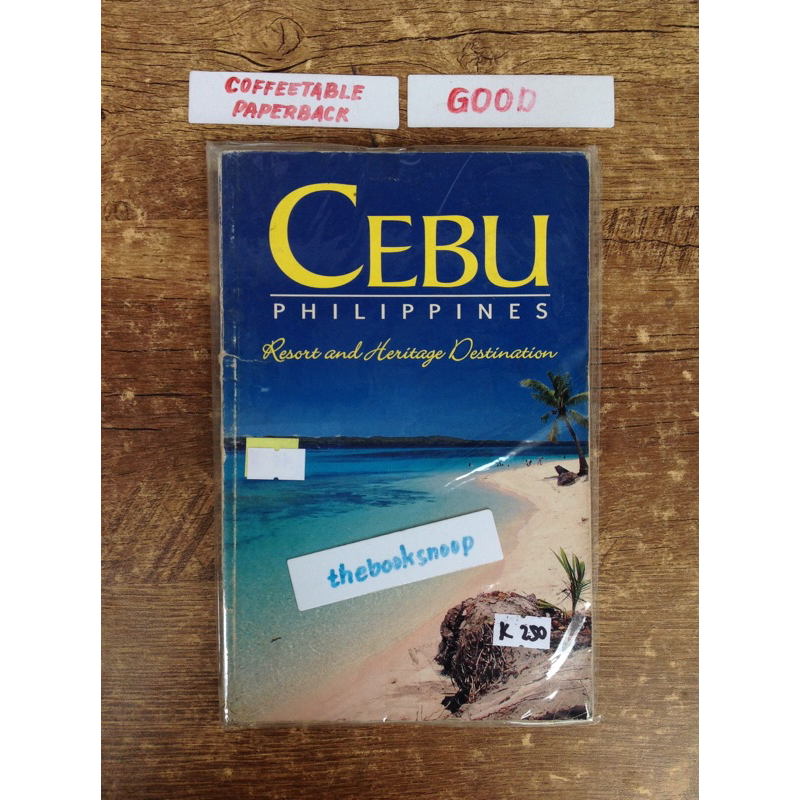 COFFEETABLE
PAPERBACK
GOOD
CEBU
PHILIPPINES
Resort and Heritage Destination
thebooksnoop
K 250